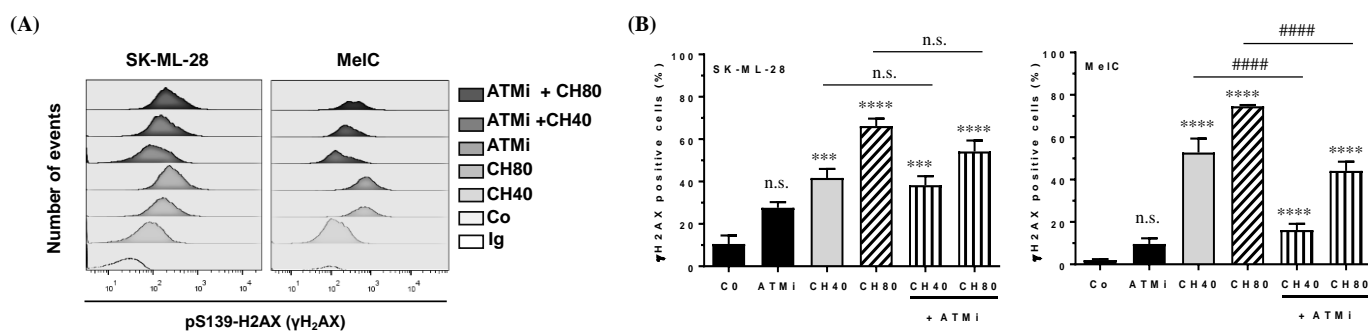 (A)
SK-ML-28 MelC
Number of events
ATMi + CH80
ATMi +CH40
ATMi
CH80
CH40
Co
Ig
10¹ 10² 10³ 10⁴ 10¹ 10² 10³ 10⁴
pS139-H2AX (γH₂AX)
(B)
SK-ML-28
γH2AX positive cells (%)
100
80
60
40
20
0
n.s.
n.s.
n.s. *** **** *** ****
C0 ATMi CH40 CH80 CH40 CH80
+ ATMi
MelC
γH2AX positive cells (%)
100
80
60
40
20
0
####
####
n.s. **** **** **** ****
Co ATMi CH40 CH80 CH40 CH80
+ ATMi